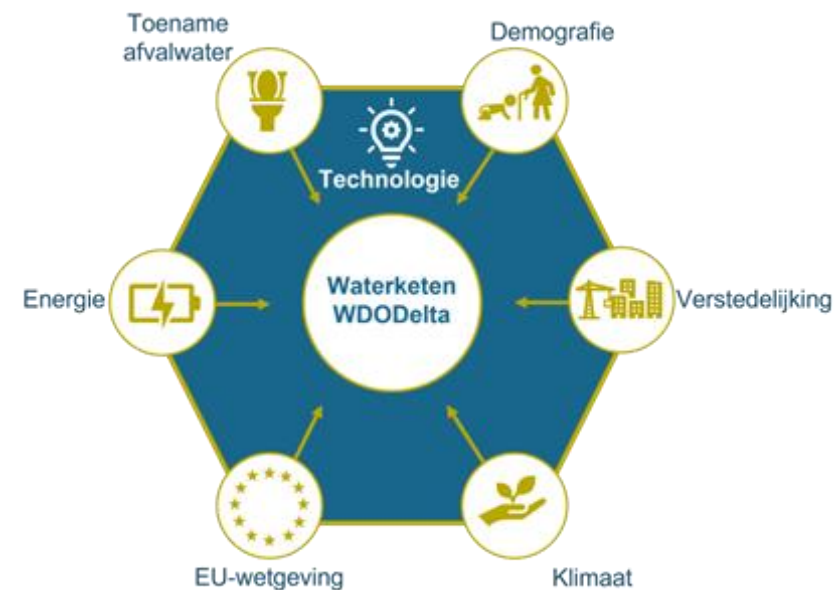 Toename
afvalwater
Demografie
Technologie
Energie
Waterketen
WDODelta
Verstedelijking
EU-wetgeving
Klimaat